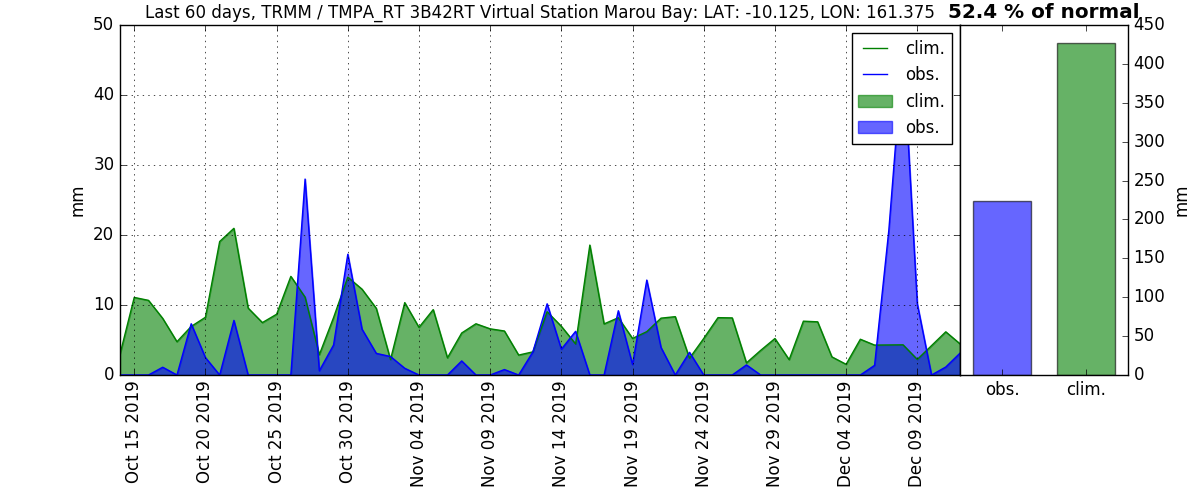 Last 60 days, TRMM / TMPA_RT 3B42RT Virtual Station Marou Bay: LAT: -10.125, LON: 161.375
52.4 % of normal
50
40
30
20
10
0
mm
clim.
obs.
clim.
obs.
450
400
350
300
250
200
150
100
50
0
mm
obs.
clim.
Oct 15 2019
Oct 20 2019
Oct 25 2019
Oct 30 2019
Nov 04 2019
Nov 09 2019
Nov 14 2019
Nov 19 2019
Nov 24 2019
Nov 29 2019
Dec 04 2019
Dec 09 2019